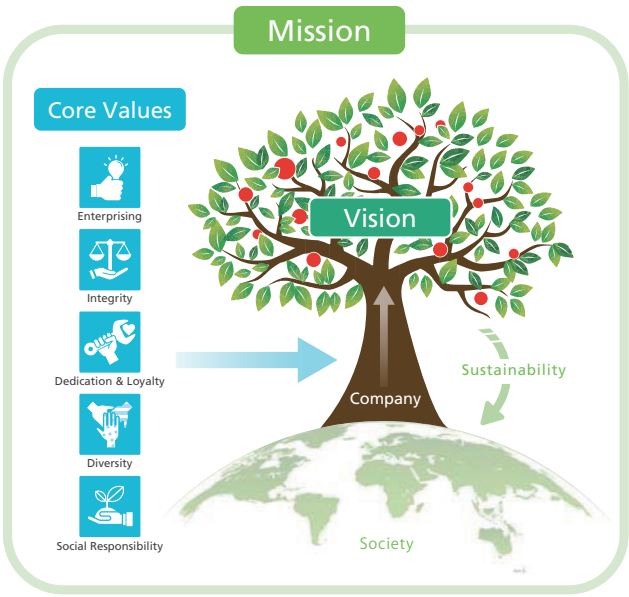 Mission
Core Values
Enterprising
Integrity
Dedication & Loyalty
Diversity
Social Responsibility
Vision
Company
Sustainability
Society